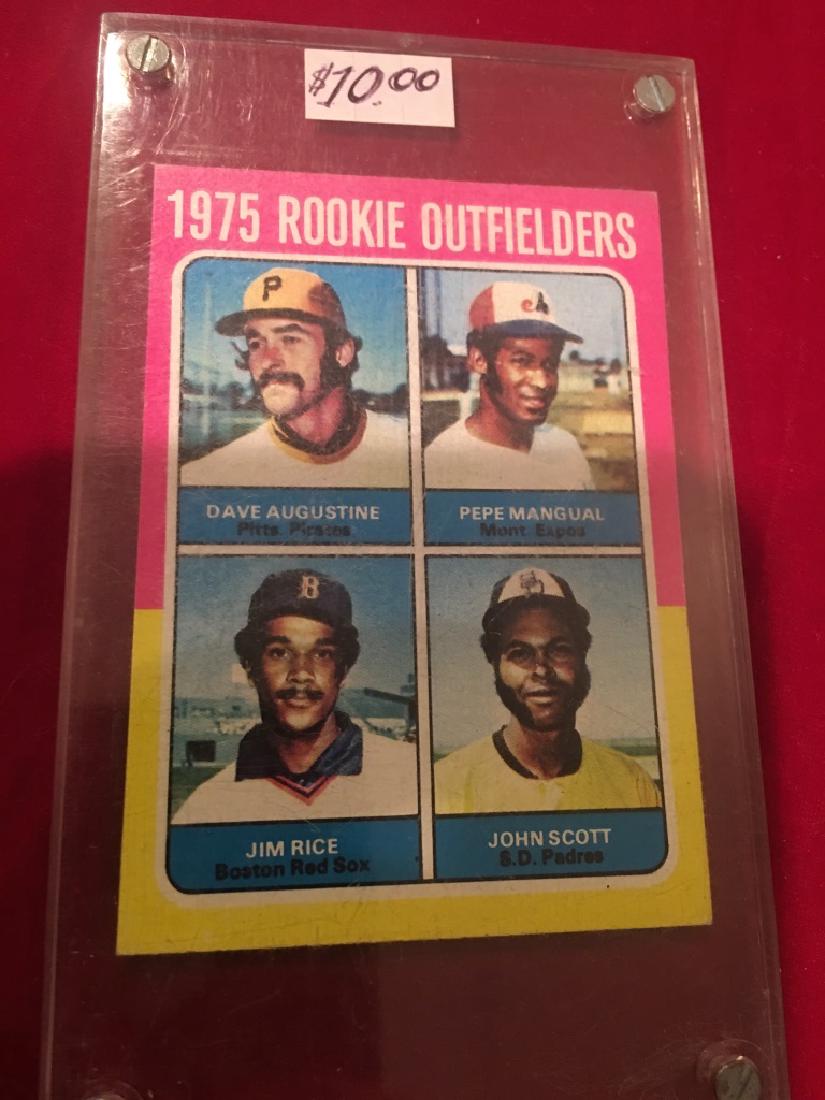 $10.00
1975 ROOKIE OUTFIELDERS
P
e
DAVE AUGUSTINE
Pitts. Pirates
PEPE MANGUAL
Mont. Expos
B
SD
JIM RICE
Boston Red Sox
JOHN SCOTT
S.D. Padres